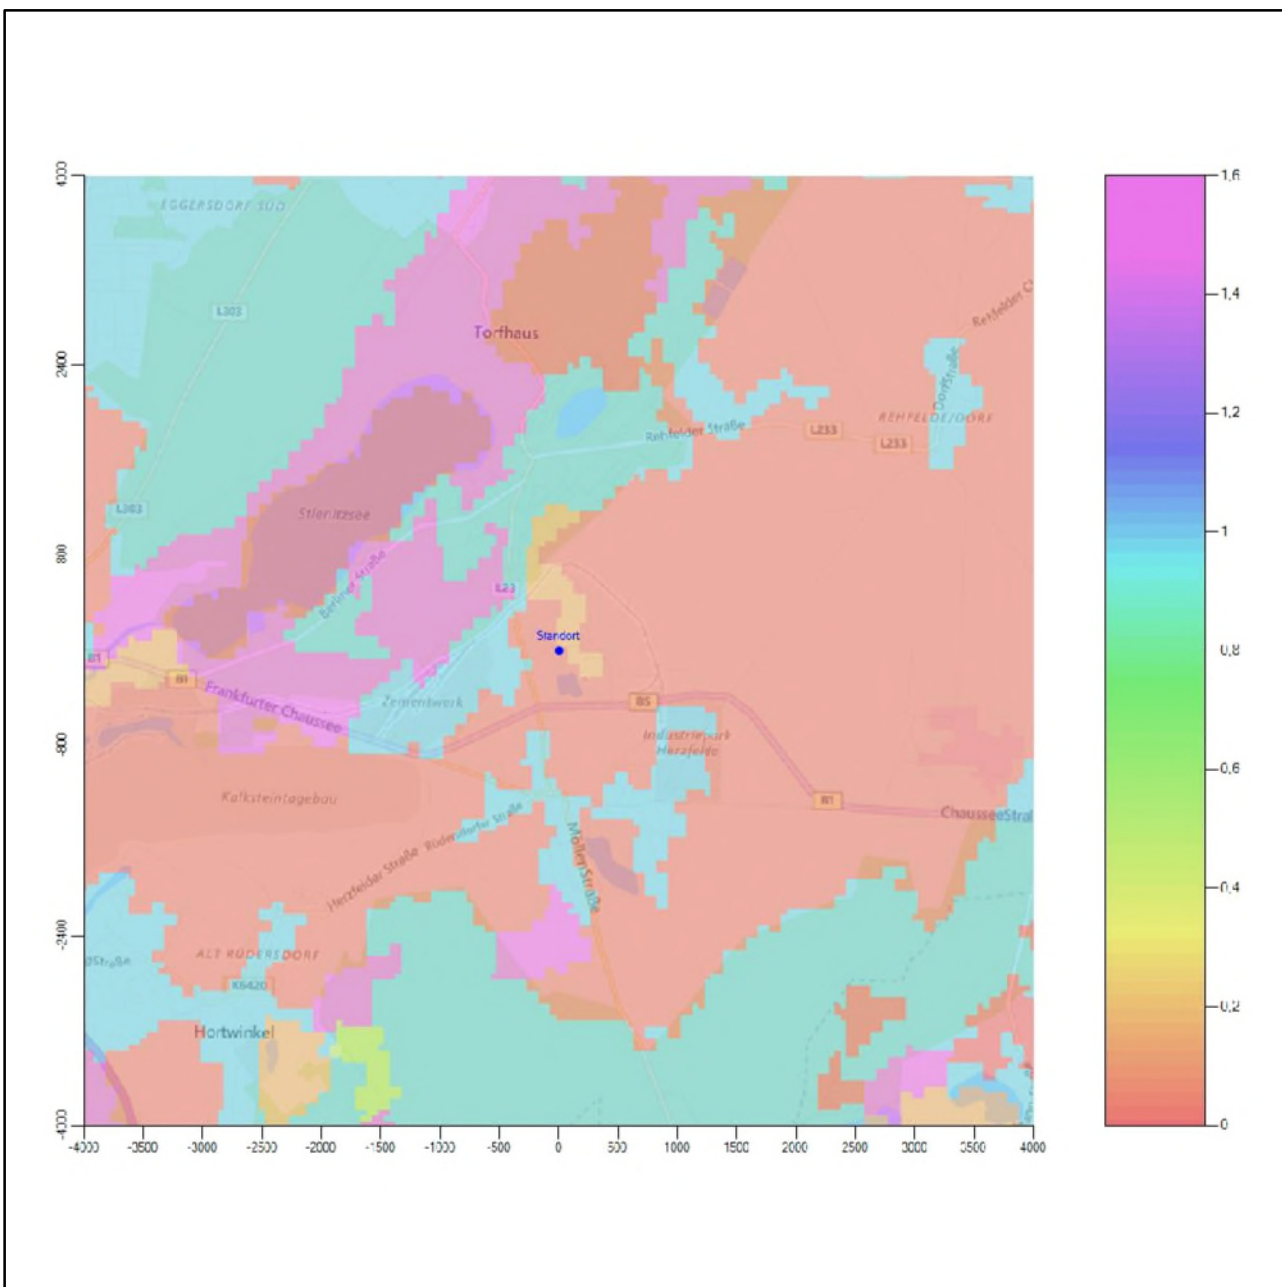 4000
1,6
EGGERSDORF SÜD
1,4
L303
Rehfelder
Torfhaus
2400
DorfStraße
1,2
REHFELDE/DORF
Rehfelder Straße
L233
L233
L303
Stienitzsee
1
800
Berliner Straße
L23
0,8
Standort
B1
B1
Frankfurter Chaussee
Zementwerk
B5
-800
Industriepark
Herzfelde
0,6
Kalksteintagebau
B1
ChausseeStraß
Herzfelder Straße
Rüdersdorfer Straße
MöllenStraße
0,4
-2400
ALT RÜDERSDORF
K6420
0,2
Hortwinkel
-4000
0
-4000 -3500 -3000 -2500 -2000 -1500 -1000 -500 0 500 1000 1500 2000 2500 3000 3500 4000